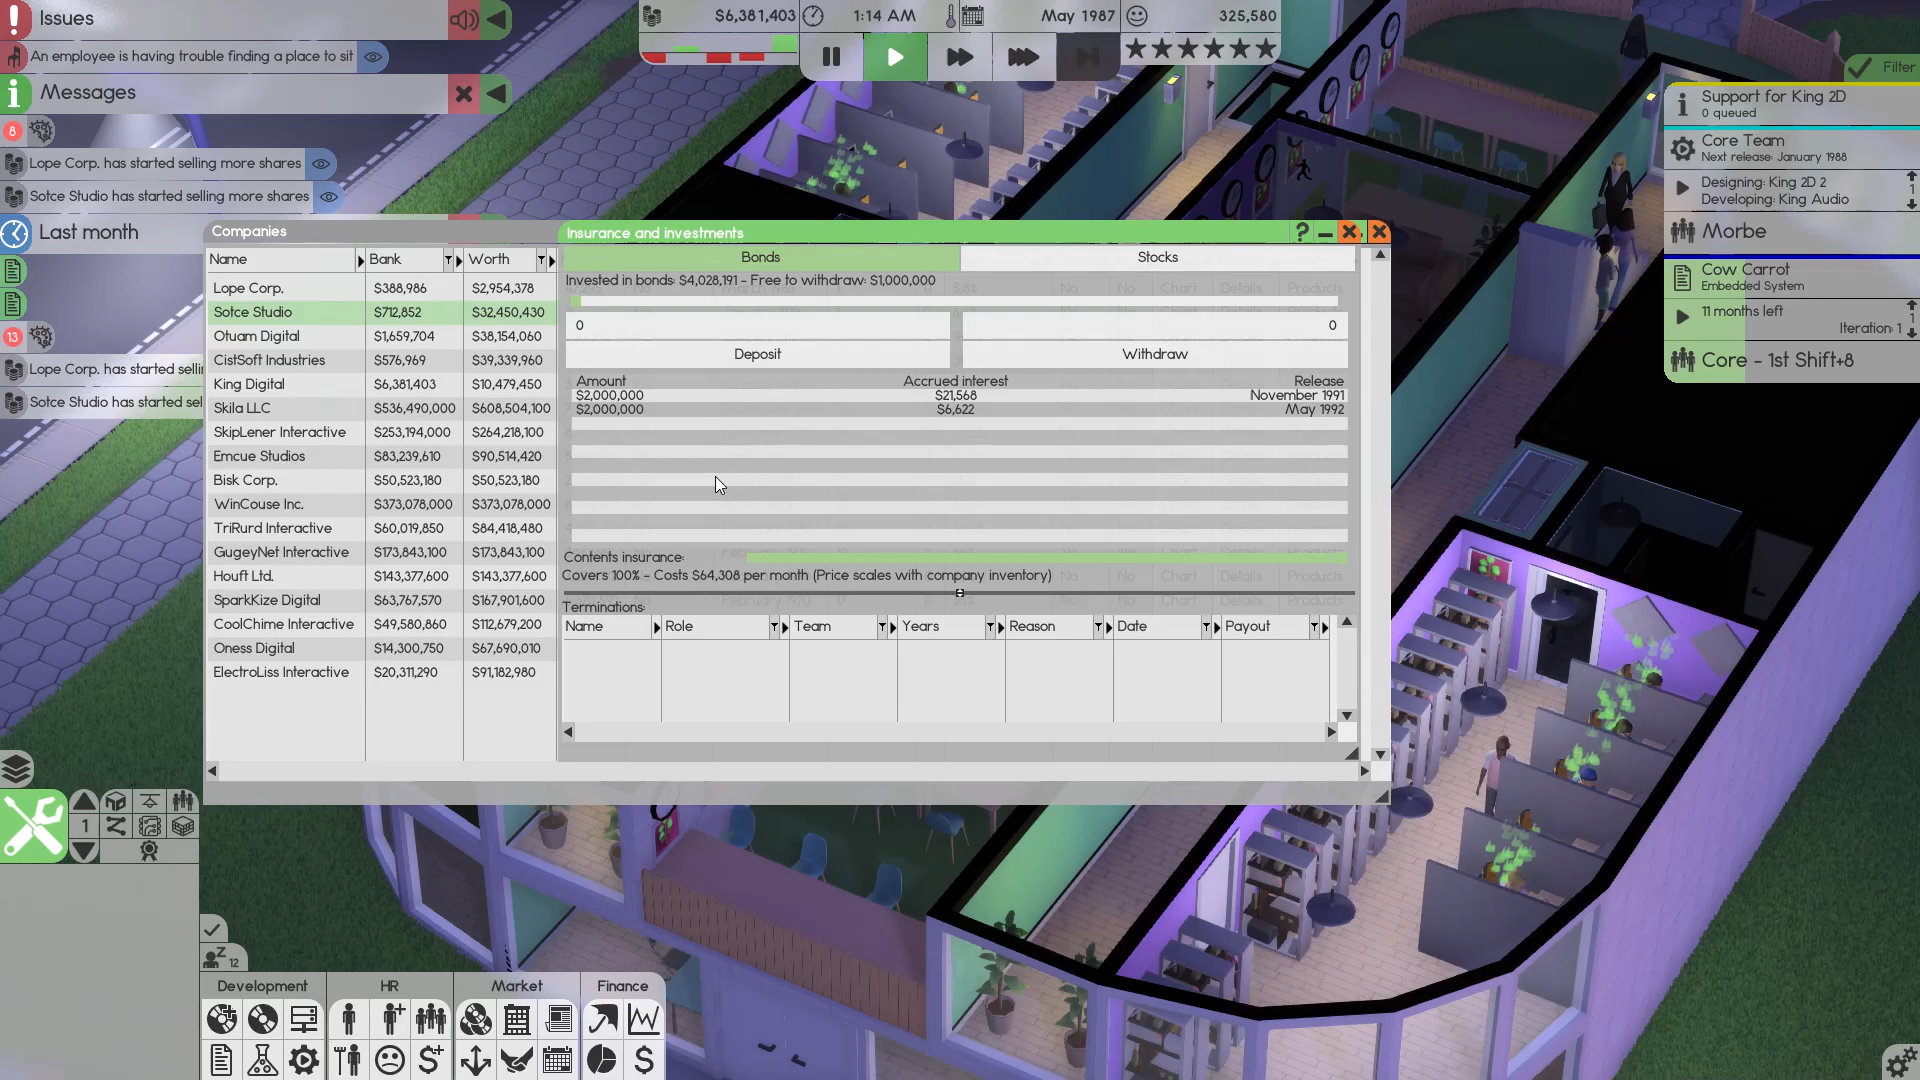 Issues
An employee is having trouble finding a place to sit
Messages
8
Lope Corp. has started selling more shares
Sotce Studio has started selling more shares
Last month
13
Lope Corp. has started selli
Sotce Studio has started sel
$6,381,403
1:14 AM
May 1987
325,580
Filter
Support for King 2D
0 queued
Core Team
Next release: January 1988
Designing: King 2D 2
Developing: King Audio
1
Morbe
Cow Carrot
Embedded System
11 months left
1
Iteration: 1
Core - 1st Shift+8
Companies
Name Bank Worth
Lope Corp. $388,986 $2,954,378
Sotce Studio $712,852 $32,450,430
Otuam Digital $1,659,704 $38,154,060
CistSoft Industries $576,969 $39,339,960
King Digital $6,381,403 $10,479,450
Skila LLC $536,490,000 $608,504,100
SkipLener Interactive $253,194,000 $264,218,100
Emcue Studios $83,239,610 $90,514,420
Bisk Corp. $50,523,180 $50,523,180
WinCouse Inc. $373,078,000 $373,078,000
TriRurd Interactive $60,019,850 $84,418,480
GugeyNet Interactive $173,843,100 $173,843,100
Houft Ltd. $143,377,600 $143,377,600
SparkKize Digital $63,767,570 $167,901,600
CoolChime Interactive $49,580,860 $112,679,200
Oness Digital $14,300,750 $67,690,010
ElectroLiss Interactive $20,311,290 $91,182,980
Insurance and investments
?
Bonds Stocks
Invested in bonds: $4,028,191 - Free to withdraw: $1,000,000
0 0
Deposit Withdraw
Amount Accrued interest Release
$2,000,000 $21,568 November 1991
$2,000,000 $6,622 May 1992
Contents insurance:
Covers 100% - Costs $64,308 per month (Price scales with company inventory)
Terminations:
Name Role Team Years Reason Date Payout
1
12
Development HR Market Finance